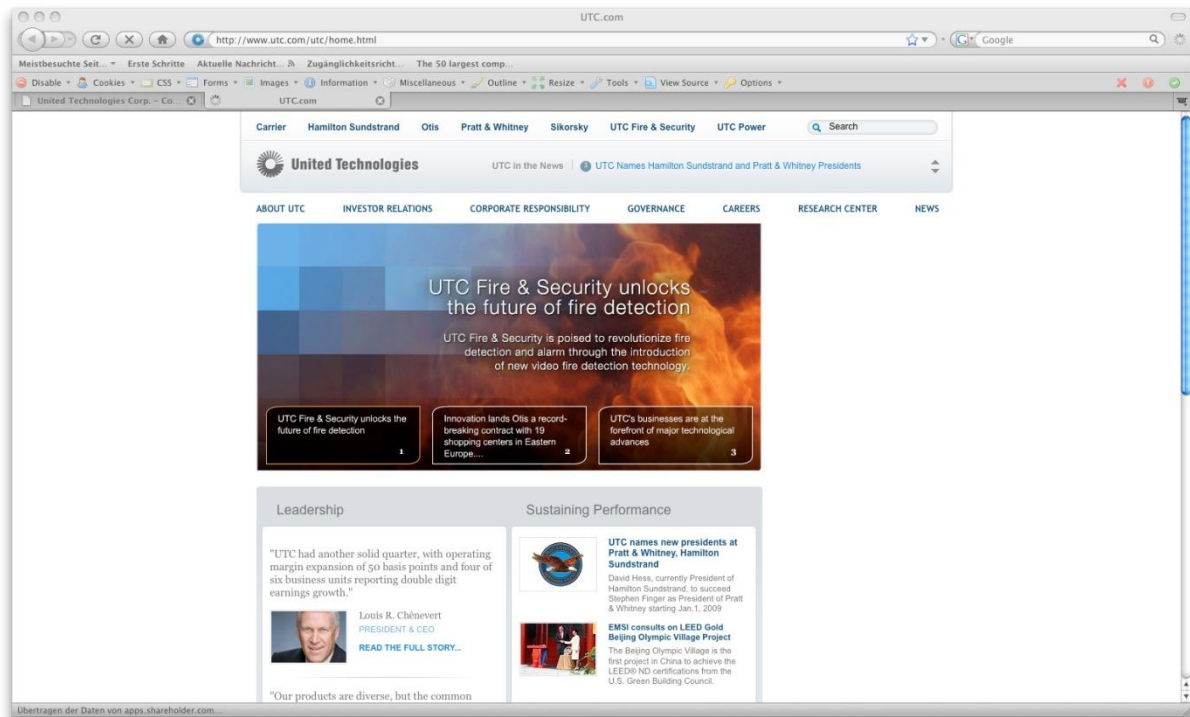 UTC.com
http://www.utc.com/utc/home.html
Google
Meistbesuchte Seit... Erste Schritte Aktuelle Nachricht... Zugänglichkeitsricht... The 50 largest comp...
Disable Cookies CSS Forms Images Information Miscellaneous Outline Resize Tools View Source Options
United Technologies Corp. – Co... UTC.com
Carrier Hamilton Sundstrand Otis Pratt & Whitney Sikorsky UTC Fire & Security UTC Power Search
United Technologies UTC in the News UTC Names Hamilton Sundstrand and Pratt & Whitney Presidents
ABOUT UTC INVESTOR RELATIONS CORPORATE RESPONSIBILITY GOVERNANCE CAREERS RESEARCH CENTER NEWS
UTC Fire & Security unlocks
the future of fire detection
UTC Fire & Security is poised to revolutionize fire
detection and alarm through the introduction
of new video fire detection technology.
UTC Fire & Security unlocks the
future of fire detection
1
Innovation lands Otis a record-
breaking contract with 19
shopping centers in Eastern
Europe....
2
UTC's businesses are at the
forefront of major technological
advances
3
Leadership
"UTC had another solid quarter, with operating
margin expansion of 50 basis points and four of
six business units reporting double digit
earnings growth."
Louis R. Chênevert
PRESIDENT & CEO
READ THE FULL STORY...
"Our products are diverse, but the common
Sustaining Performance
UTC names new presidents at
Pratt & Whitney, Hamilton
Sundstrand
David Hess, currently President of
Hamilton Sundstrand, to succeed
Stephen Finger as President of Pratt
& Whitney starting Jan.1, 2009
EMSI consults on LEED Gold
Beijing Olympic Village Project
The Beijing Olympic Village is the
first project in China to achieve the
LEED® ND certifications from the
U.S. Green Building Council.
Übertragen der Daten von apps.shareholder.com...